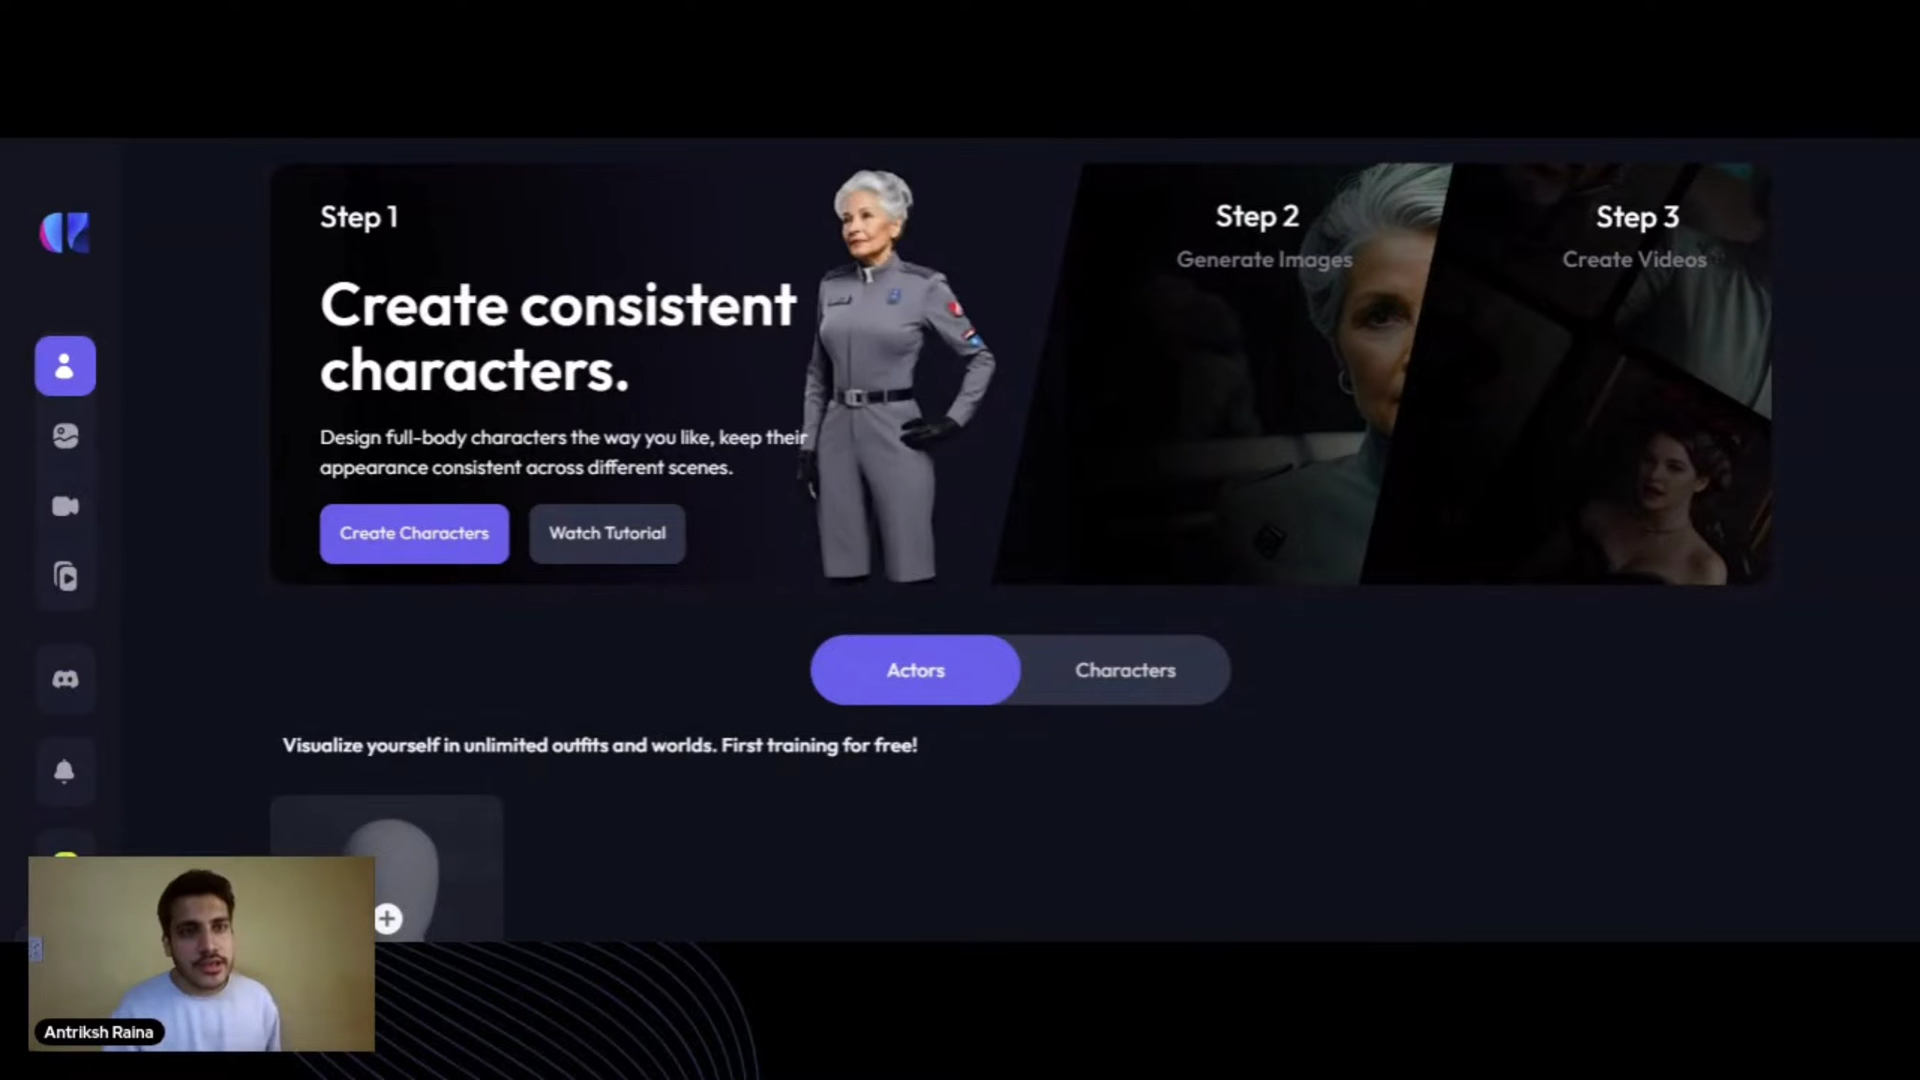 Step 1
Create consistent
characters.
Design full-body characters the way you like, keep their
appearance consistent across different scenes.
Create Characters
Watch Tutorial
Step 2
Generate Images
Step 3
Create Videos
Actors
Characters
Visualize yourself in unlimited outfits and worlds. First training for free!
Antriksh Raina